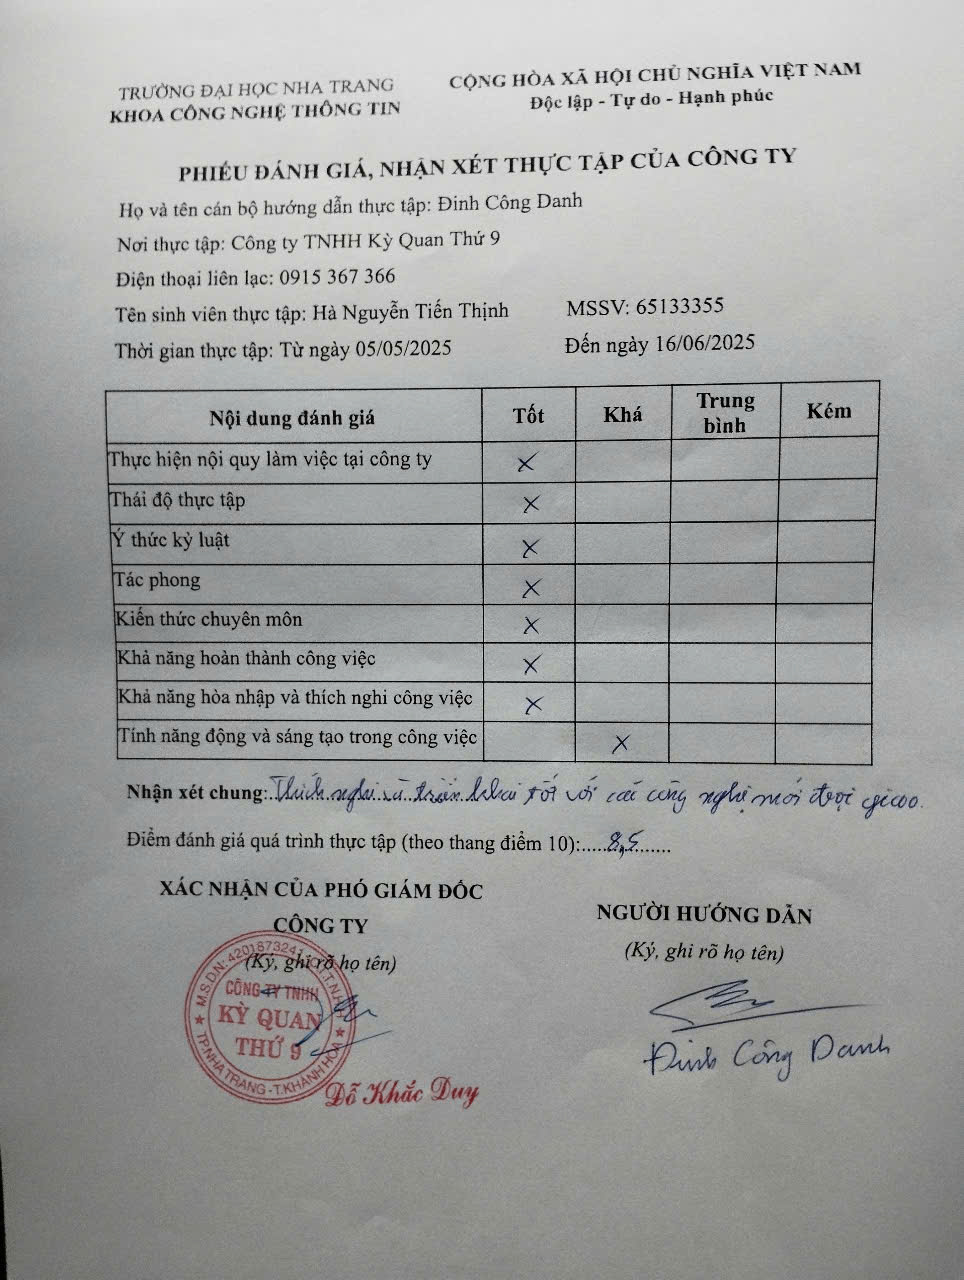 TRƯỜNG ĐẠI HỌC NHA TRANG
KHOA CÔNG NGHỆ THÔNG TIN
CỘNG HÒA XÃ HỘI CHỦ NGHĨA VIỆT NAM
Độc lập - Tự do - Hạnh phúc
PHIẾU ĐÁNH GIÁ, NHẬN XÉT THỰC TẬP CỦA CÔNG TY
Họ và tên cán bộ hướng dẫn thực tập: Đinh Công Danh
Nơi thực tập: Công ty TNHH Kỳ Quan Thứ 9
Điện thoại liên lạc: 0915 367 366
Tên sinh viên thực tập: Hà Nguyễn Tiến Thịnh MSSV: 65133355
Thời gian thực tập: Từ ngày 05/05/2025 Đến ngày 16/06/2025
Nội dung đánh giá Tốt Khá Trung bình Kém
Thực hiện nội quy làm việc tại công ty X
Thái độ thực tập X
Ý thức kỷ luật X
Tác phong X
Kiến thức chuyên môn X
Khả năng hoàn thành công việc X
Khả năng hòa nhập và thích nghi công việc X
Tính năng động và sáng tạo trong công việc X
Nhận xét chung: Thích nghi và triển khai tốt với các công nghệ mới được giao.
Điểm đánh giá quá trình thực tập (theo thang điểm 10):.....8,5......
XÁC NHẬN CỦA PHÓ GIÁM ĐỐC
CÔNG TY
(Ký, ghi rõ họ tên)
NGƯỜI HƯỚNG DẪN
(Ký, ghi rõ họ tên)
M.S.D.N: 4201873241
CÔNG TY TNHH
KỲ QUAN
THỨ 9
TP.NHA TRANG - T.KHÁNH HÒA
Đỗ Khắc Duy
Đinh Công Danh